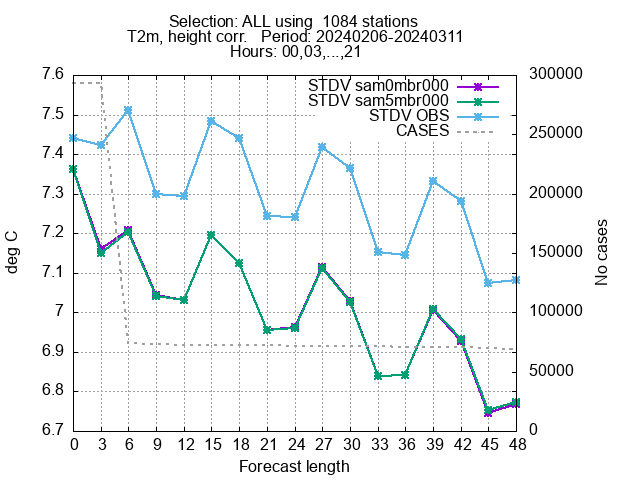 Selection: ALL using  1084 stations
T2m, height corr.   Period: 20240206-20240311
Hours: 00,03,...,21
STDV sam0mbr000
STDV sam5mbr000
STDV OBS
CASES
deg C
7.6
7.5
7.4
7.3
7.2
7.1
7
6.9
6.8
6.7
No cases
300000
250000
200000
150000
100000
50000
0
0 3 6 9 12 15 18 21 24 27 30 33 36 39 42 45 48
Forecast length